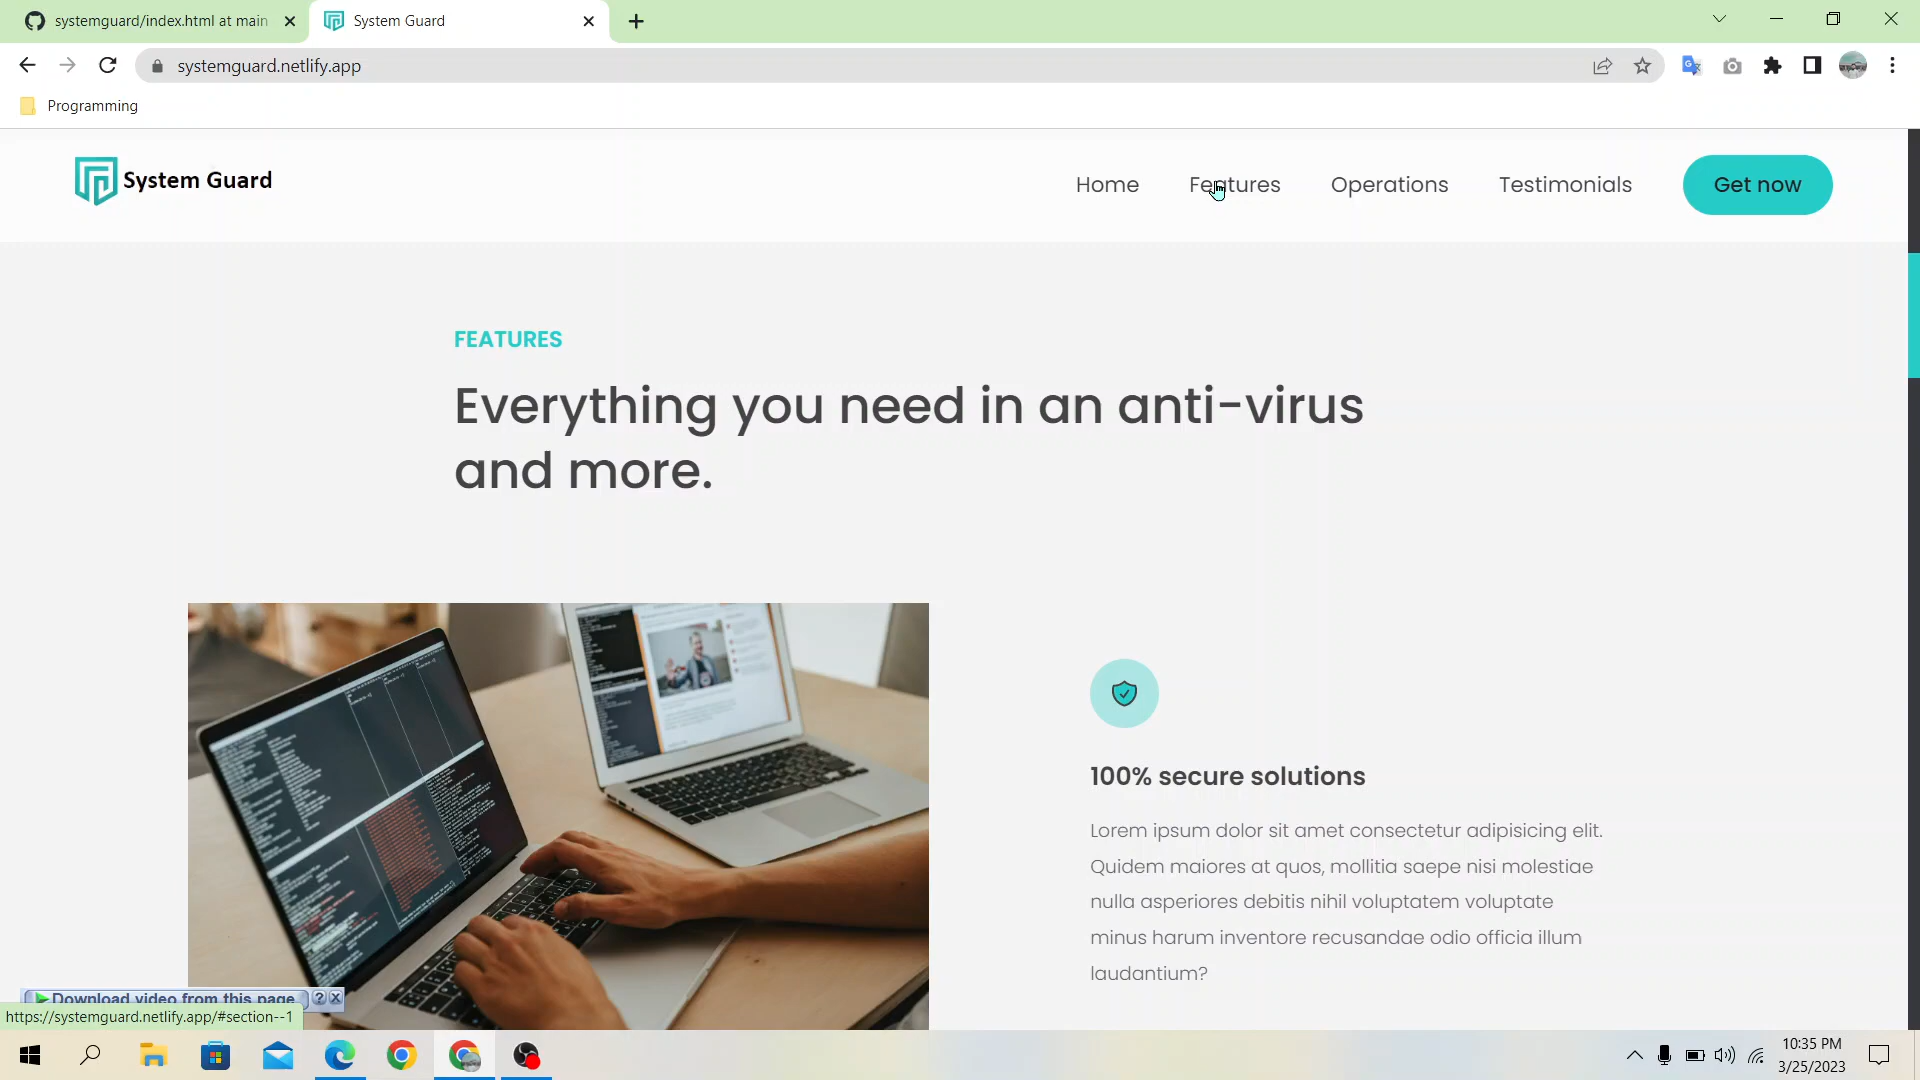 systemguard/index.html at main
System Guard
systemguard.netlify.app
Programming
System Guard
Home
Features
Operations
Testimonials
Get now
FEATURES
Everything you need in an anti-virus
and more.
100% secure solutions
Lorem ipsum dolor sit amet consectetur adipisicing elit.
Quidem maiores at quos, mollitia saepe nisi molestiae
nulla asperiores debitis nihil voluptatem voluptate
minus harum inventore recusandae odio officia illum
laudantium?
Download video from this page
https://systemguard.netlify.app/#section--1
10:35 PM
3/25/2023